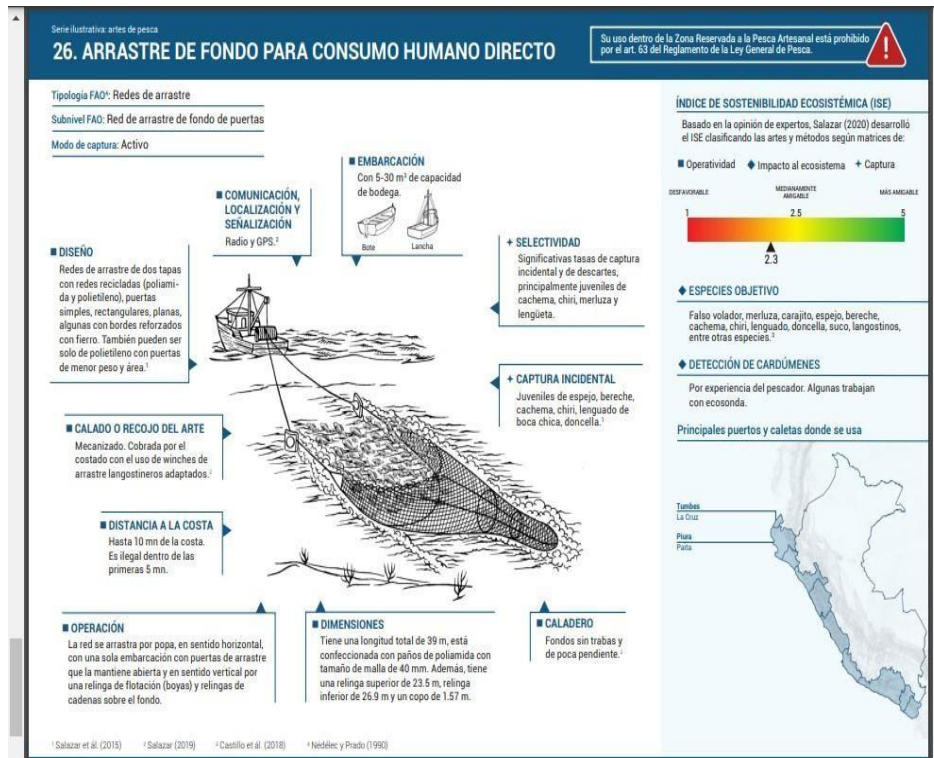 Serie ilustrativa: artes de pesca
26. ARRASTRE DE FONDO PARA CONSUMO HUMANO DIRECTO
Su uso dentro de la Zona Reservada a la Pesca Artesanal está prohibido
por el art. 63 del Reglamento de la Ley General de Pesca.
Tipología FAO⁴: Redes de arrastre
Subnivel FAO: Red de arrastre de fondo de puertas
Modo de captura: Activo
EMBARCACIÓN
Con 5-30 m³ de capacidad
de bodega.
Bote
Lancha
COMUNICACIÓN,
LOCALIZACIÓN Y
SEÑALIZACIÓN
Radio y GPS.²
DISEÑO
Redes de arrastre de dos tapas
con redes recicladas (poliami-
da y polietileno), puertas
simples, rectangulares, planas,
algunas con bordes reforzados
con fierro. También pueden ser
solo de polietileno con puertas
de menor peso y área.¹
+ SELECTIVIDAD
Significativas tasas de captura
incidental y de descartes,
principalmente juveniles de
cachema, chiri, merluza y
lengüeta.
+ CAPTURA INCIDENTAL
Juveniles de espejo, bereche,
cachema, chiri, lenguado de
boca chica, doncella.¹
CALADO O RECOJO DEL ARTE
Mecanizado. Cobrada por el
costado con el uso de winches de
arrastre langostineros adaptados.
DISTANCIA A LA COSTA
Hasta 10 mn de la costa.
Es ilegal dentro de las
primeras 5 mn.
OPERACIÓN
La red se arrastra por popa, en sentido horizontal,
con una sola embarcación con puertas de arrastre
que la mantiene abierta y en sentido vertical por
una relinga de flotación (boyas) y relingas de
cadenas sobre el fondo.
DIMENSIONES
Tiene una longitud total de 39 m, está
confeccionada con paños de poliamida con
tamaño de malla de 40 mm. Además, tiene
una relinga superior de 23.5 m, relinga
inferior de 26.9 m y un copo de 1.57 m.
CALADERO
Fondos sin trabas y
de poca pendiente.
ÍNDICE DE SOSTENIBILIDAD ECOSISTÉMICA (ISE)
Basado en la opinión de expertos, Salazar (2020) desarrolló
el ISE clasificando las artes y métodos según matrices de:
Operatividad
Impacto al ecosistema
+ Captura
DESFAVORABLE
MEDIANAMENTE
AMIGABLE
MÁS AMIGABLE
1
2.5
5
2.3
ESPECIES OBJETIVO
Falso volador, merluza, carajito, espejo, bereche,
cachema, chiri, lenguado, doncella, suco, langostinos,
entre otras especies.³
DETECCIÓN DE CARDÚMENES
Por experiencia del pescador. Algunas trabajan
con ecosonda.
Principales puertos y caletas donde se usa
Tumbes
La Cruz
Piura
Paita
¹ Salazar et ál. (2015)
² Salazar (2019)
³ Castillo et ál. (2018)
⁴ Nédélec y Prado (1990)